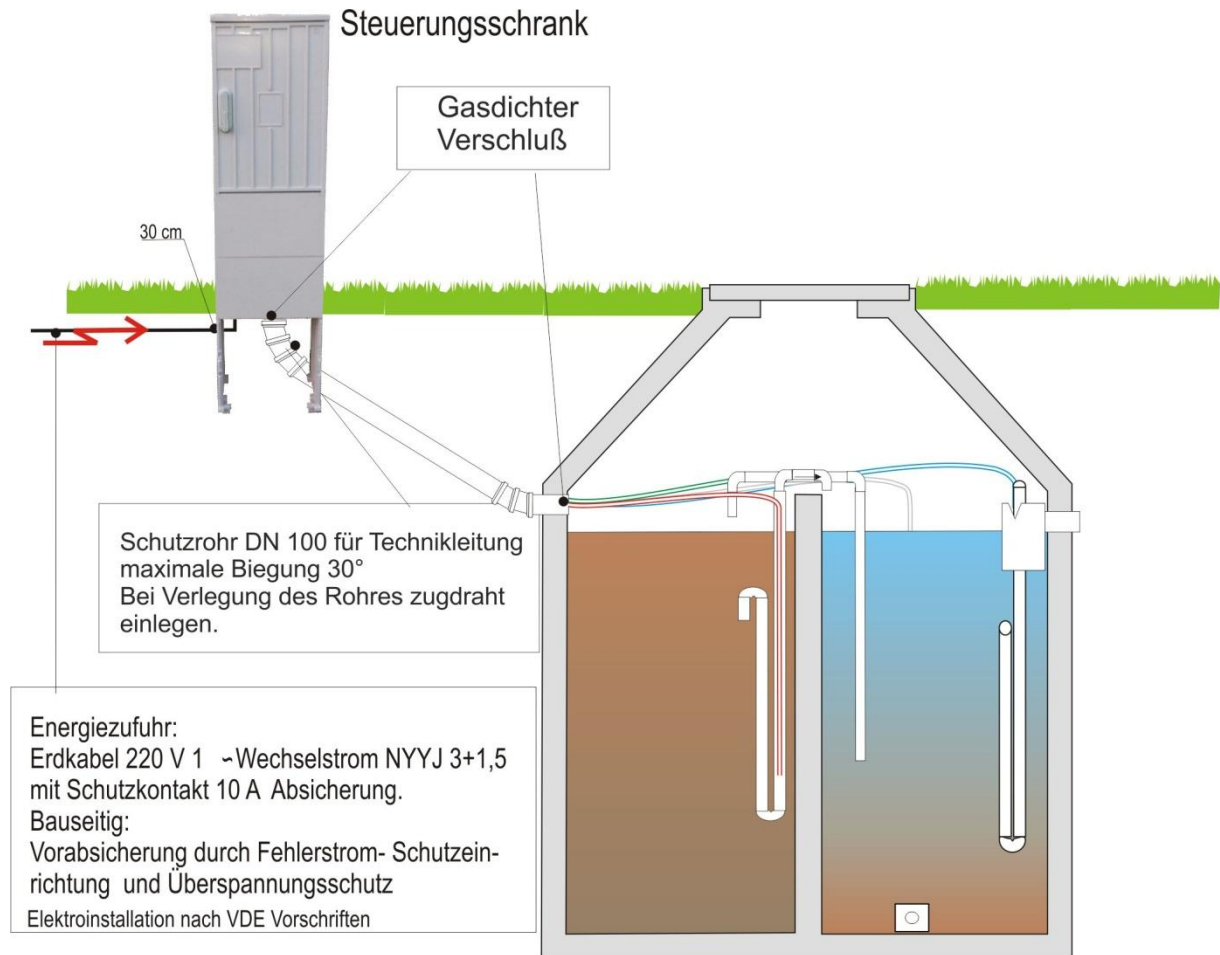 Steuerungsschrank
Gasdichter
Verschluß
30 cm
Schutzrohr DN 100 für Technikleitung
maximale Biegung 30°
Bei Verlegung des Rohres zugdraht
einlegen.
Energiezufuhr:
Erdkabel 220 V 1 ~Wechselstrom NYYJ 3+1,5
mit Schutzkontakt 10 A Absicherung.
Bauseitig:
Vorabsicherung durch Fehlerstrom- Schutzein-
richtung und Überspannungsschutz
Elektroinstallation nach VDE Vorschriften